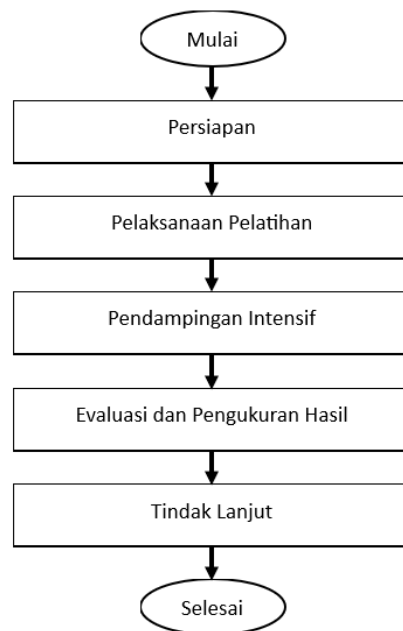 Mulai
Persiapan
Pelaksanaan Pelatihan
Pendampingan Intensif
Evaluasi dan Pengukuran Hasil
Tindak Lanjut
Selesai